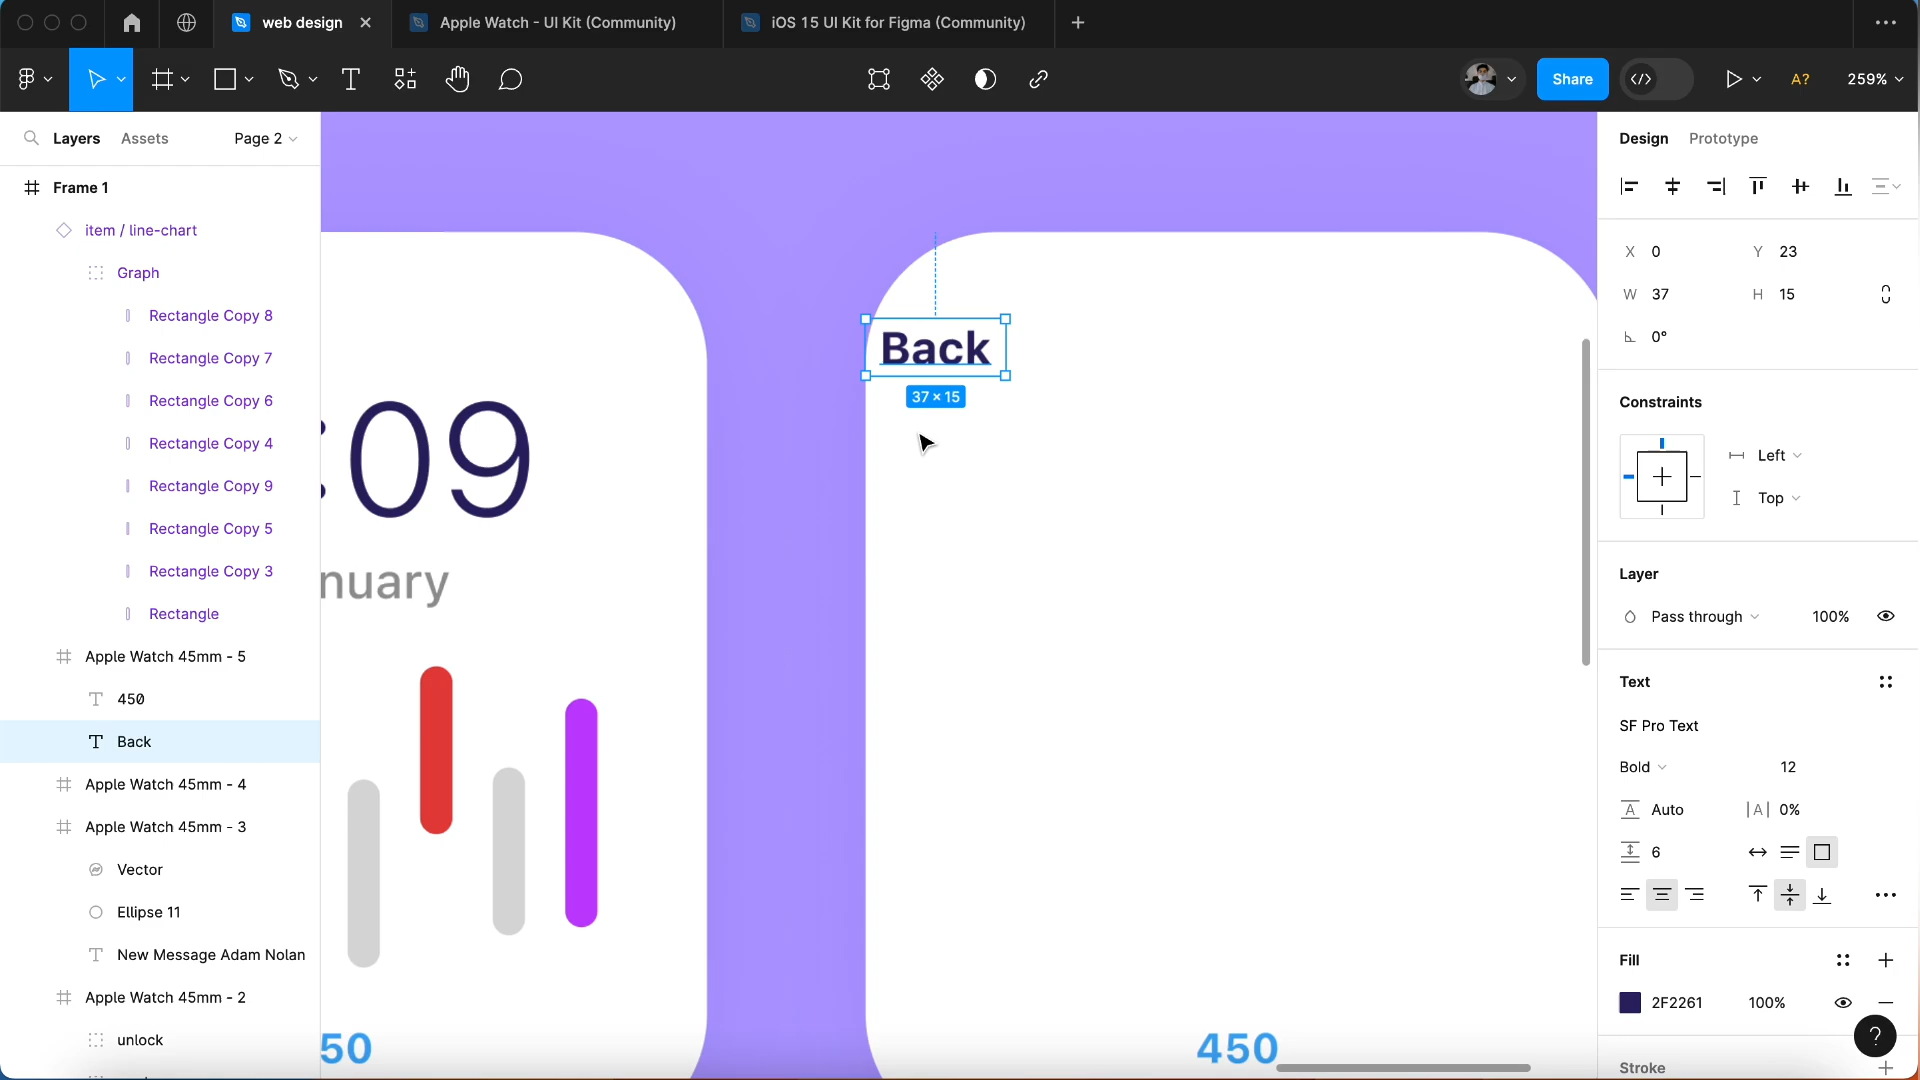 web design
Apple Watch - UI Kit (Community)
iOS 15 UI Kit for Figma (Community)
Share
A?
259%
Layers
Assets
Page 2
Frame 1
item / line-chart
Graph
Rectangle Copy 8
Rectangle Copy 7
Rectangle Copy 6
Rectangle Copy 4
Rectangle Copy 9
Rectangle Copy 5
Rectangle Copy 3
Rectangle
Apple Watch 45mm - 5
450
Back
Apple Watch 45mm - 4
Apple Watch 45mm - 3
Vector
Ellipse 11
New Message Adam Nolan
Apple Watch 45mm - 2
unlock
:09
nuary
50
Back
37 × 15
450
Design
Prototype
X 0
Y 23
W 37
H 15
0°
Constraints
Left
Top
Layer
Pass through
100%
Text
SF Pro Text
Bold
12
Auto
0%
6
Fill
2F2261
100%
?
Stroke